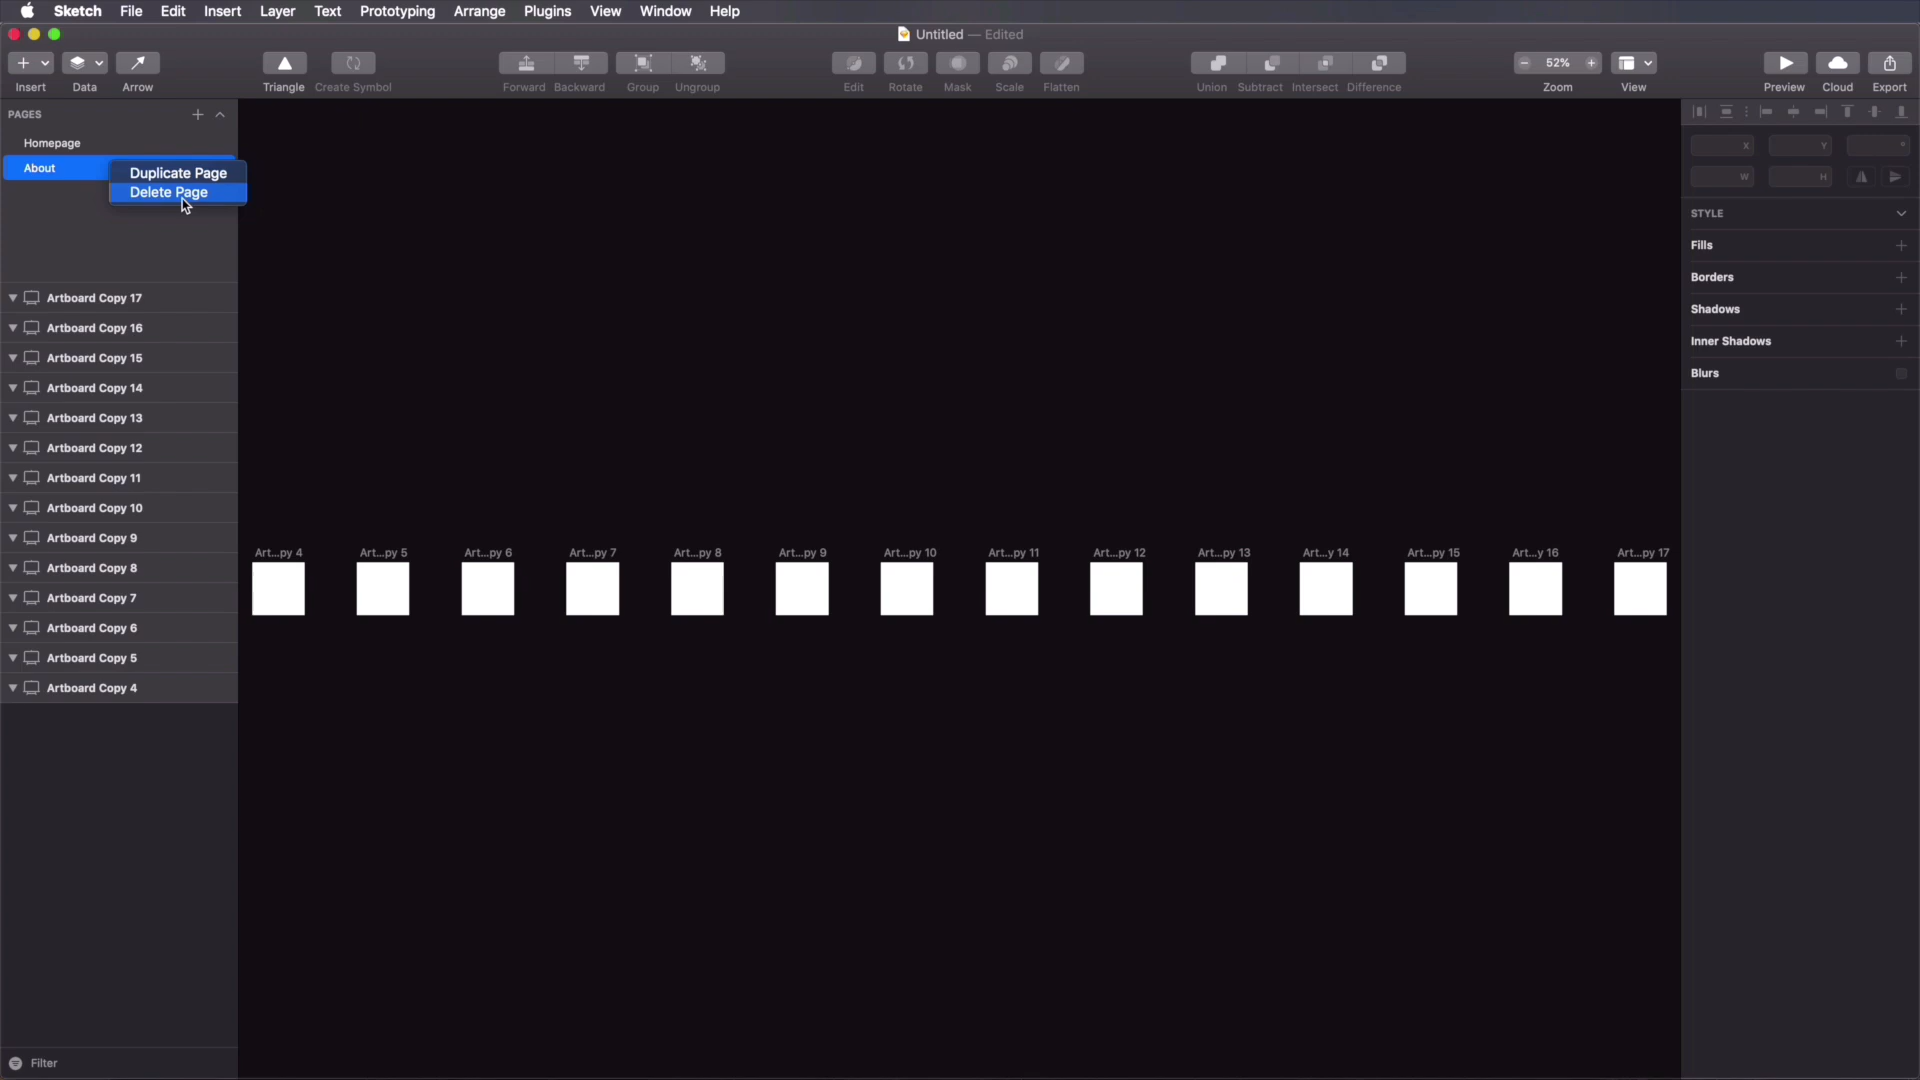 Sketch File Edit Insert Layer Text Prototyping Arrange Plugins View Window Help
Untitled — Edited
52%
Insert Data Arrow Triangle Create Symbol Forward Backward Group Ungroup Edit Rotate Mask Scale Flatten Union Subtract Intersect Difference Zoom View Preview Cloud Export
PAGES
Homepage
About
Duplicate Page
Delete Page
Artboard Copy 17
Artboard Copy 16
Artboard Copy 15
Artboard Copy 14
Artboard Copy 13
Artboard Copy 12
Artboard Copy 11
Artboard Copy 10
Artboard Copy 9
Artboard Copy 8
Artboard Copy 7
Artboard Copy 6
Artboard Copy 5
Artboard Copy 4
Filter
Art...py 4 Art...py 5 Art...py 6 Art...py 7 Art...py 8 Art...py 9 Art...py 10 Art...py 11 Art...py 12 Art...py 13 Art...y 14 Art...py 15 Art...y 16 Art...py 17
X Y °
W H
STYLE
Fills
Borders
Shadows
Inner Shadows
Blurs